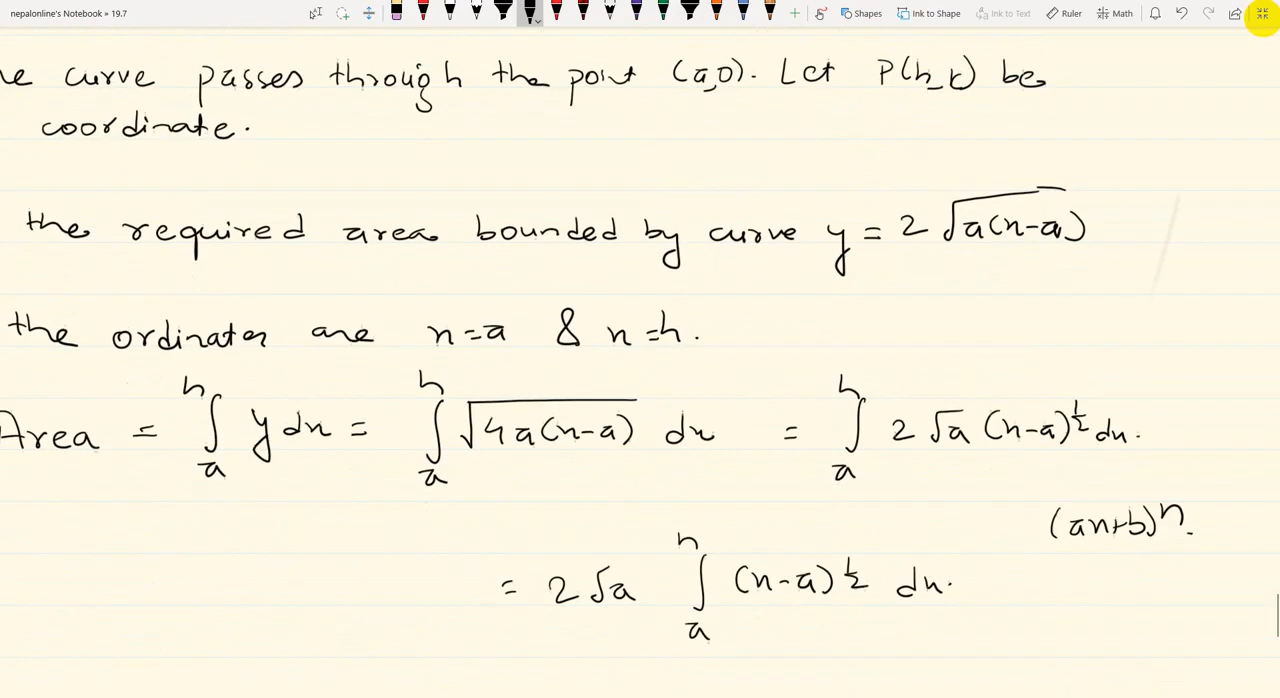 nepalonline's Notebook » 19.7
Shapes Ink to Shape Ink to Text Ruler Math
curve passes through the point (a,0). Let P(h,k) be
coordinate.
the required area bounded by curve y = 2√a(x-a)
the ordinates are x=a & x=h.
Area = ∫ₐʰ y dx = ∫ₐʰ √4a(x-a) dx = ∫ₐʰ 2√a (x-a)^½ dx.
(ax+b)ⁿ.
= 2√a ∫ₐʰ (x-a)^½ dx.